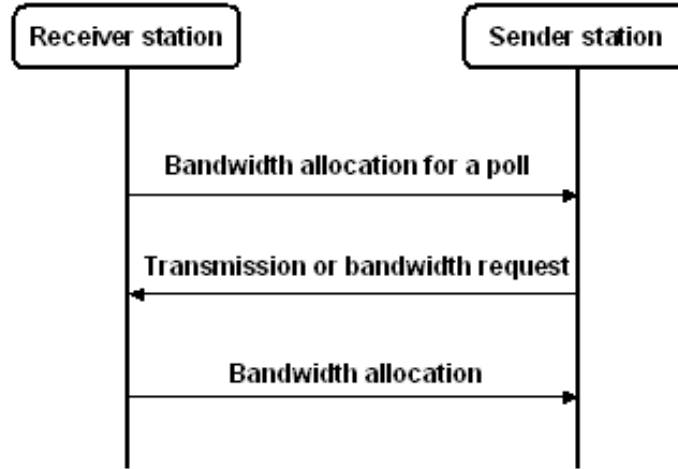 Receiver station
Sender station
Bandwidth allocation for a poll
Transmission or bandwidth request
Bandwidth allocation